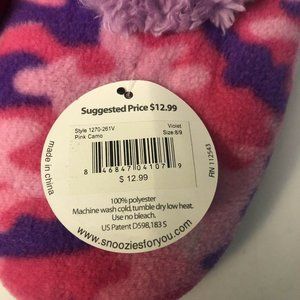 Suggested Price $12.99
Style 1270-261V
Violet
Pink Camo
Size 8/9
made in china
RN 112543
8 46847 04107 9
$ 12.99
100% polyester
Machine wash cold, tumble dry low heat.
Use no bleach.
US Patent D598,183 S
www.snooziesforyou.com